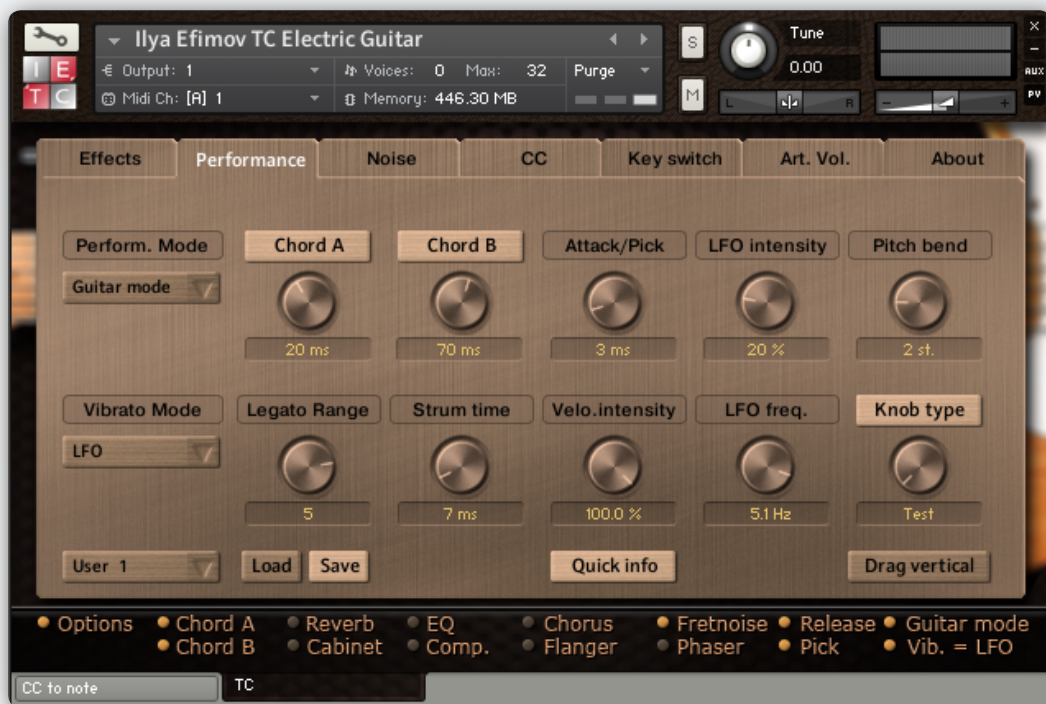 Ilya Efimov TC Electric Guitar
Output: 1 Voices: 0 Max: 32 Purge
Midi Ch: [A] 1 Memory: 446.30 MB
I E,
T C
S
M
Tune
0.00
L R
- +
X
-
AUX
PV
Effects Performance Noise CC Key switch Art. Vol. About
Perform. Mode Chord A Chord B Attack/Pick LFO intensity Pitch bend
Guitar mode
20 ms 70 ms 3 ms 20 % 2 st.
Vibrato Mode Legato Range Strum time Velo.intensity LFO freq. Knob type
LFO
5 7 ms 100.0 % 5.1 Hz Test
User 1 Load Save Quick info Drag vertical
Options Chord A Reverb EQ Chorus Fretnoise Release Guitar mode
Chord B Cabinet Comp. Flanger Phaser Pick Vib. = LFO
CC to note TC